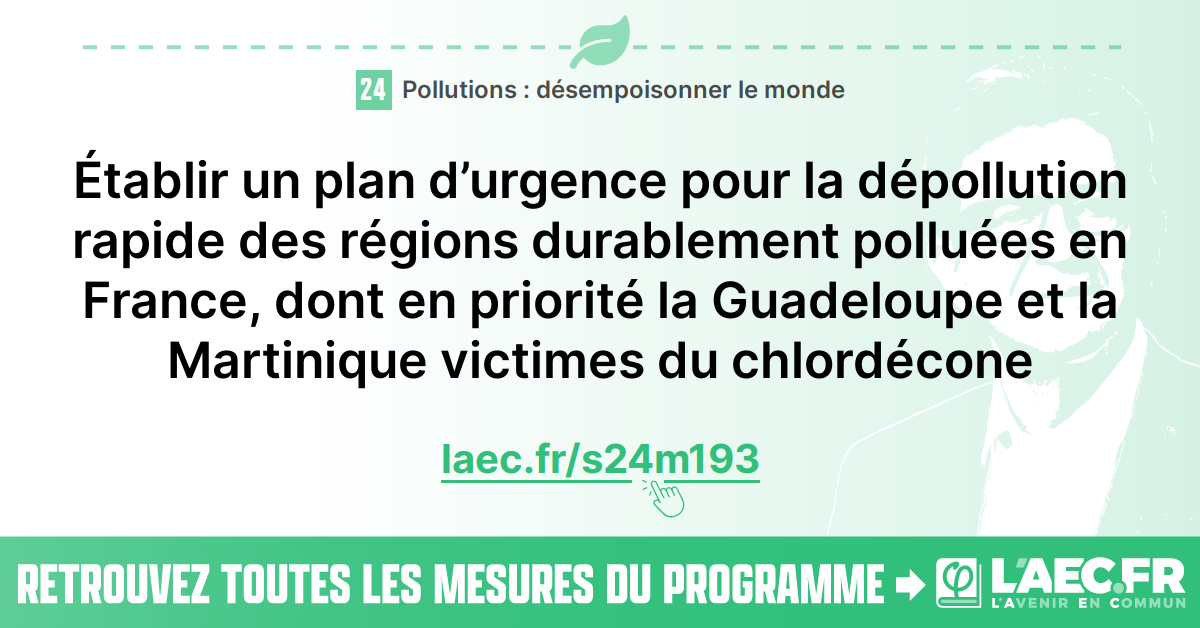 24 Pollutions : désempoisonner le monde
Établir un plan d’urgence pour la dépollution
rapide des régions durablement polluées en
France, dont en priorité la Guadeloupe et la
Martinique victimes du chlordécone
laec.fr/s24m193
RETROUVEZ TOUTES LES MESURES DU PROGRAMME φ L'AEC.FR
L'AVENIR EN COMMUN